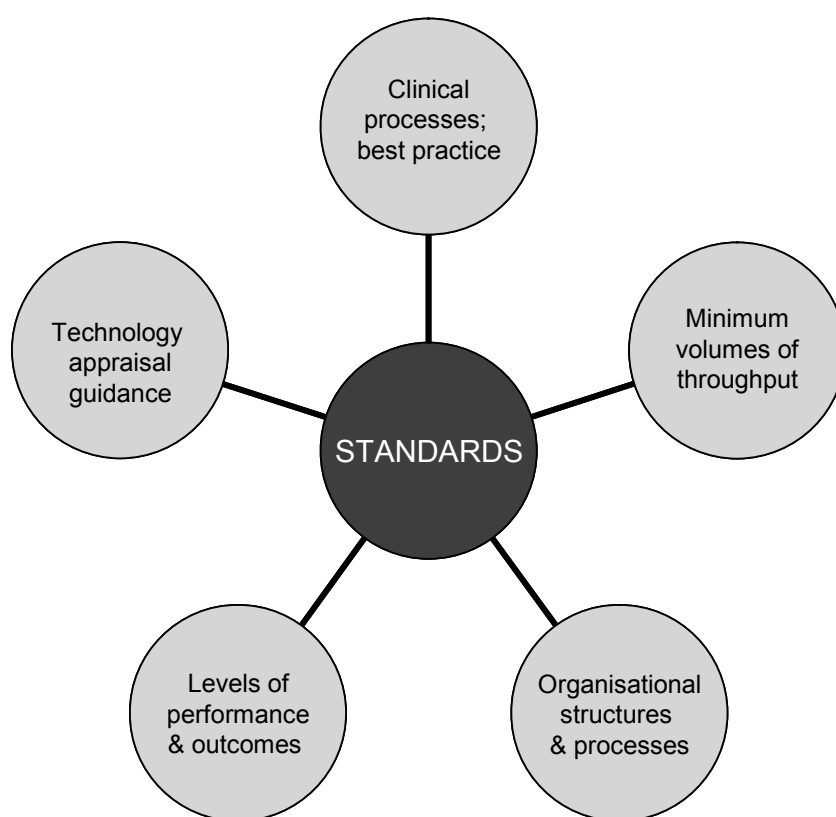 Clinical
processes;
best practice
Technology
appraisal
guidance
Minimum
volumes of
throughput
STANDARDS
Levels of
performance
& outcomes
Organisational
structures
& processes